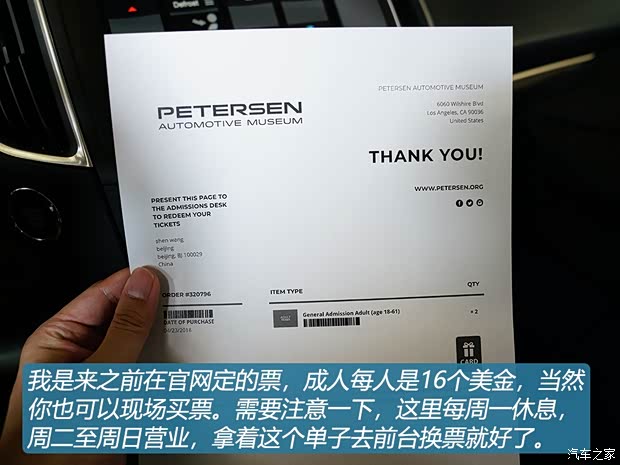 Defrost
PETERSEN
AUTOMOTIVE MUSEUM
PETERSEN AUTOMOTIVE MUSEUM
6060 Wilshire Blvd
Los Angeles, CA 90036
United States
THANK YOU!
WWW.PETERSEN.ORG
PRESENT THIS PAGE TO
THE ADMISSIONS DESK
TO REDEEM YOUR
TICKETS
shen wang
beijing
beijing, BJ 100029
China
ORDER #320796
ITEM TYPE
QTY
DATE OF PURCHASE
04/23/2016
General Admission Adult (age 18-61)
× 2
CARD
我是来之前在官网定的票，成人每人是16个美金，当然
你也可以现场买票。需要注意一下，这里每周一休息，
周二至周日营业，拿着这个单子去前台换票就好了。
汽车之家